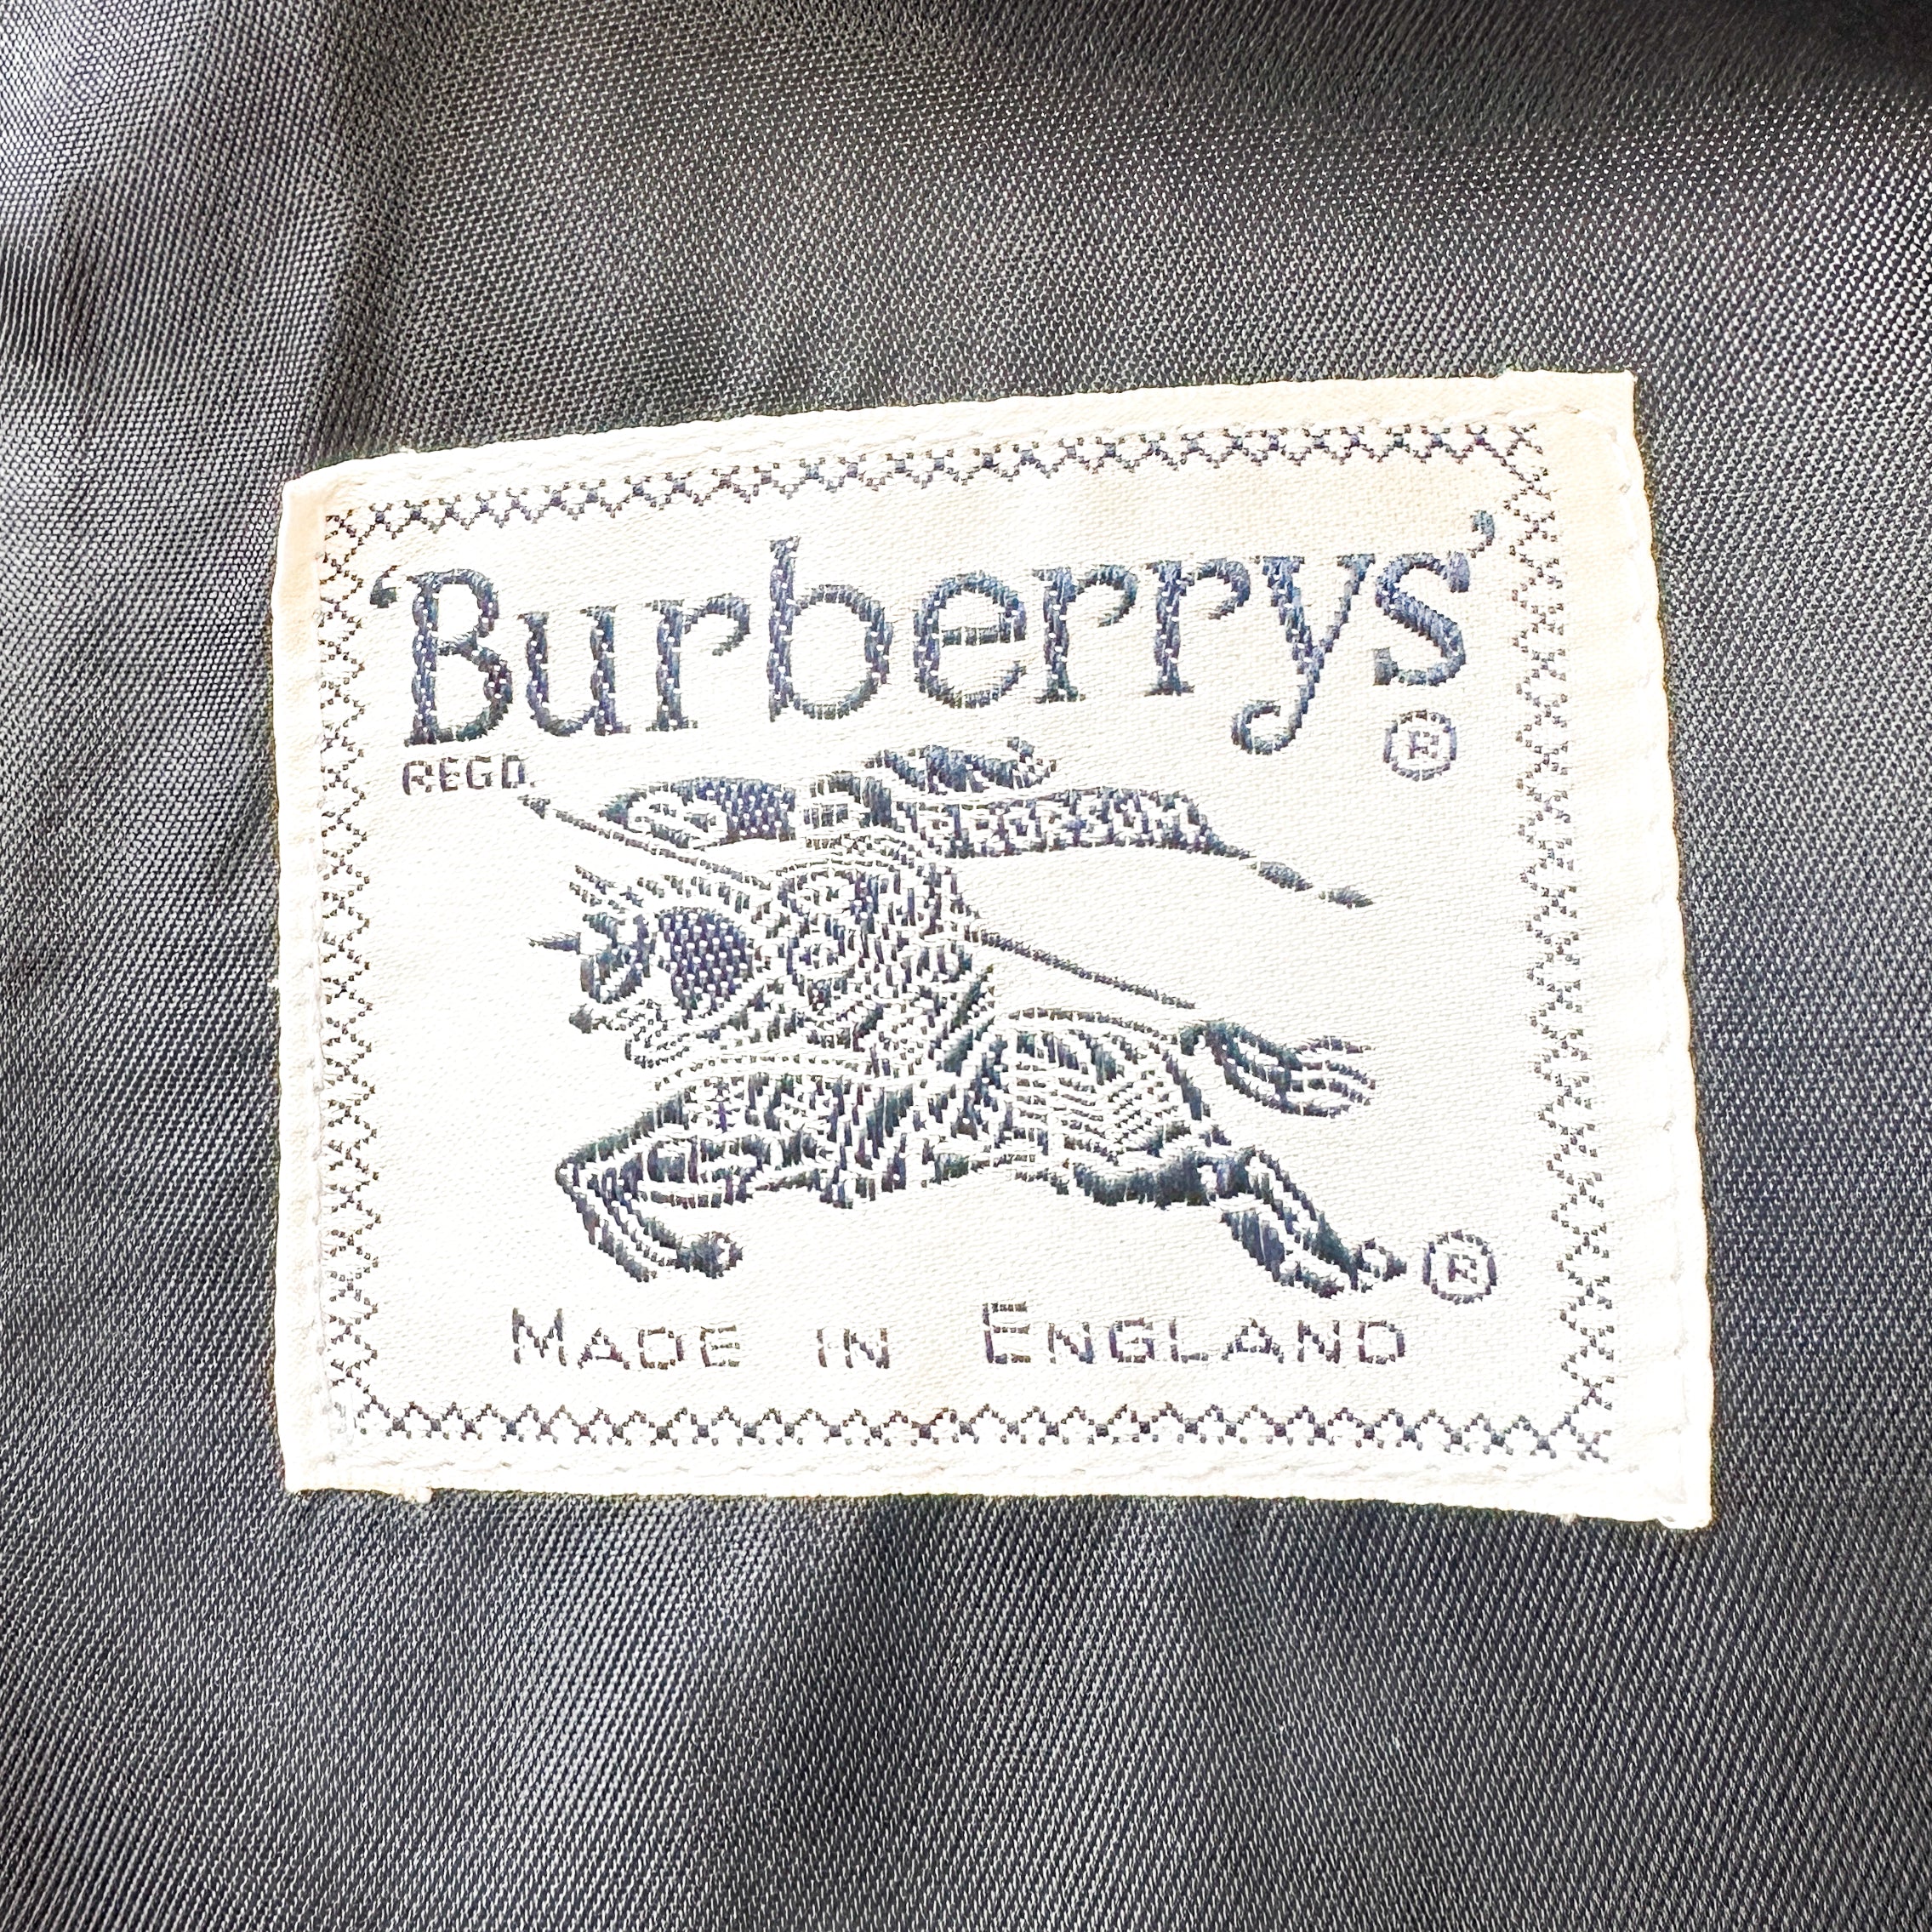 ‘Burberrys’
REGD. ®
®
MADE IN ENGLAND